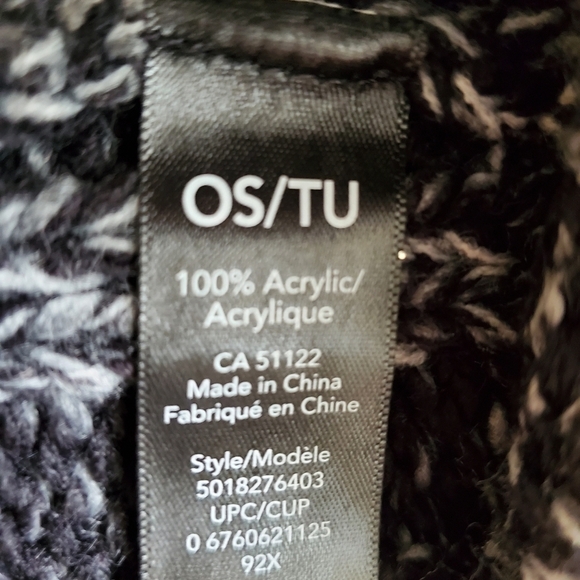 OS/TU
100% Acrylic/
Acrylique
CA 51122
Made in China
Fabriqué en Chine
Style/Modèle
5018276403
UPC/CUP
0 6760621125
92X